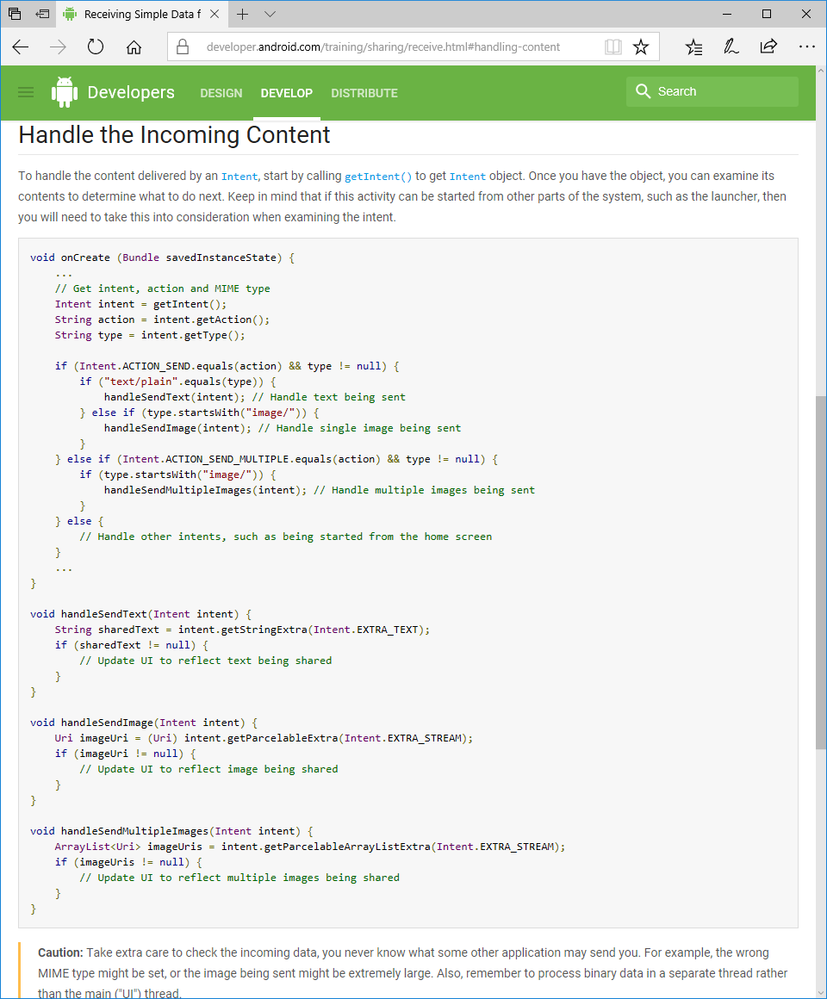 Receiving Simple Data f
developer.android.com/training/sharing/receive.html#handling-content
Developers DESIGN DEVELOP DISTRIBUTE Search
Handle the Incoming Content
To handle the content delivered by an Intent, start by calling getIntent() to get Intent object. Once you have the object, you can examine its
contents to determine what to do next. Keep in mind that if this activity can be started from other parts of the system, such as the launcher, then
you will need to take this into consideration when examining the intent.
void onCreate (Bundle savedInstanceState) {
    ...
    // Get intent, action and MIME type
    Intent intent = getIntent();
    String action = intent.getAction();
    String type = intent.getType();

    if (Intent.ACTION_SEND.equals(action) && type != null) {
        if ("text/plain".equals(type)) {
            handleSendText(intent); // Handle text being sent
        } else if (type.startsWith("image/")) {
            handleSendImage(intent); // Handle single image being sent
        }
    } else if (Intent.ACTION_SEND_MULTIPLE.equals(action) && type != null) {
        if (type.startsWith("image/")) {
            handleSendMultipleImages(intent); // Handle multiple images being sent
        }
    } else {
        // Handle other intents, such as being started from the home screen
    }
    ...
}

void handleSendText(Intent intent) {
    String sharedText = intent.getStringExtra(Intent.EXTRA_TEXT);
    if (sharedText != null) {
        // Update UI to reflect text being shared
    }
}

void handleSendImage(Intent intent) {
    Uri imageUri = (Uri) intent.getParcelableExtra(Intent.EXTRA_STREAM);
    if (imageUri != null) {
        // Update UI to reflect image being shared
    }
}

void handleSendMultipleImages(Intent intent) {
    ArrayList<Uri> imageUris = intent.getParcelableArrayListExtra(Intent.EXTRA_STREAM);
    if (imageUris != null) {
        // Update UI to reflect multiple images being shared
    }
}
Caution: Take extra care to check the incoming data, you never know what some other application may send you. For example, the wrong
MIME type might be set, or the image being sent might be extremely large. Also, remember to process binary data in a separate thread rather
than the main ("UI") thread.